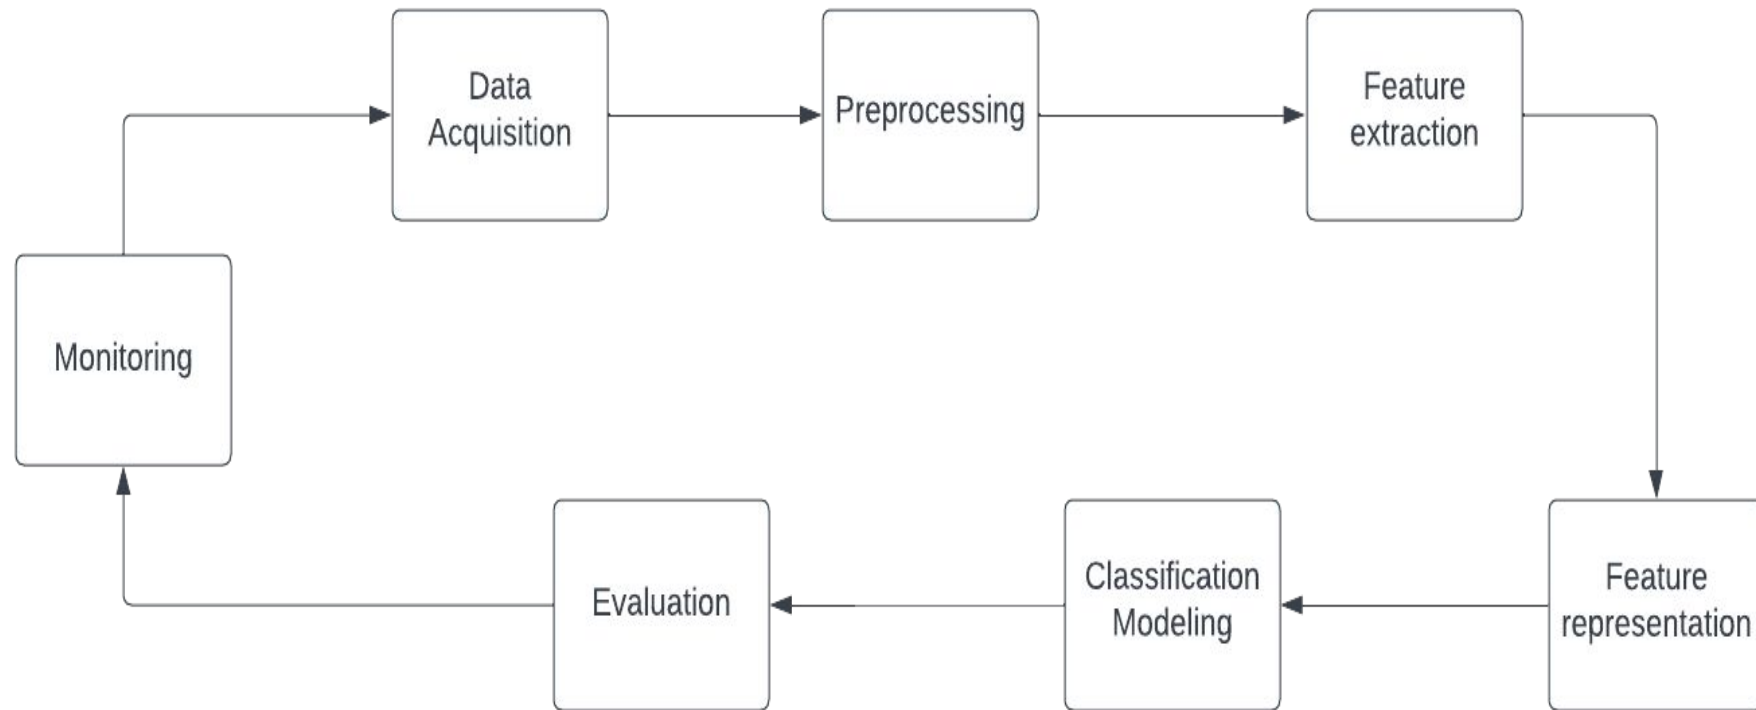 Data
Acquisition
Preprocessing
Feature
extraction
Monitoring
Evaluation
Classification
Modeling
Feature
representation